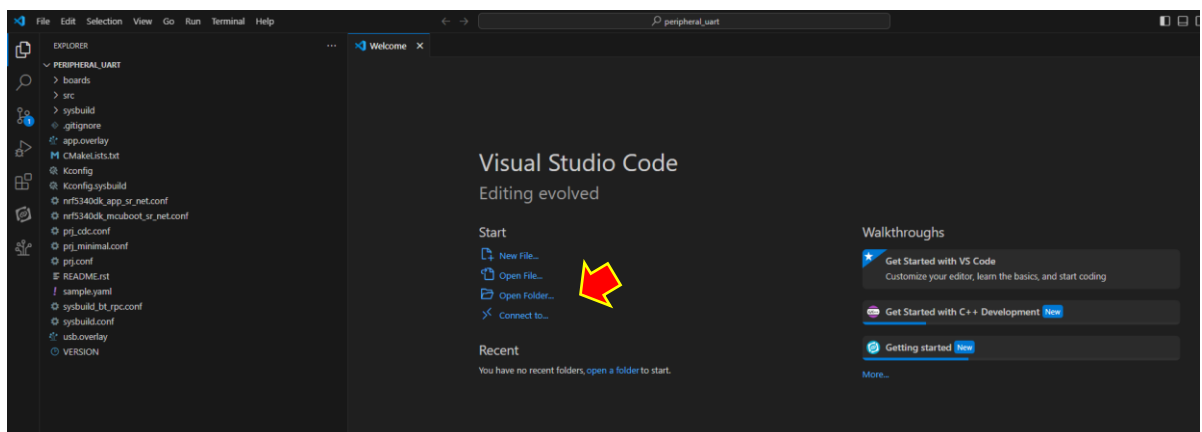 File Edit Selection View Go Run Terminal Help
peripheral_uart
EXPLORER
Welcome
PERIPHERAL_UART
boards
src
sysbuild
.gitignore
app.overlay
CMakeLists.txt
Kconfig
Kconfig.sysbuild
nrf5340dk_app_sr_net.conf
nrf5340dk_mcuboot_sr_net.conf
prj_cdc.conf
prj_minimal.conf
prj.conf
README.rst
sample.yaml
sysbuild_bt_rpc.conf
sysbuild.conf
usb.overlay
VERSION
1
Visual Studio Code
Editing evolved
Start
New File...
Open File...
Open Folder...
Connect to...
Recent
You have no recent folders, open a folder to start.
Walkthroughs
Get Started with VS Code
Customize your editor, learn the basics, and start coding
Get Started with C++ Development New
Getting started New
More...